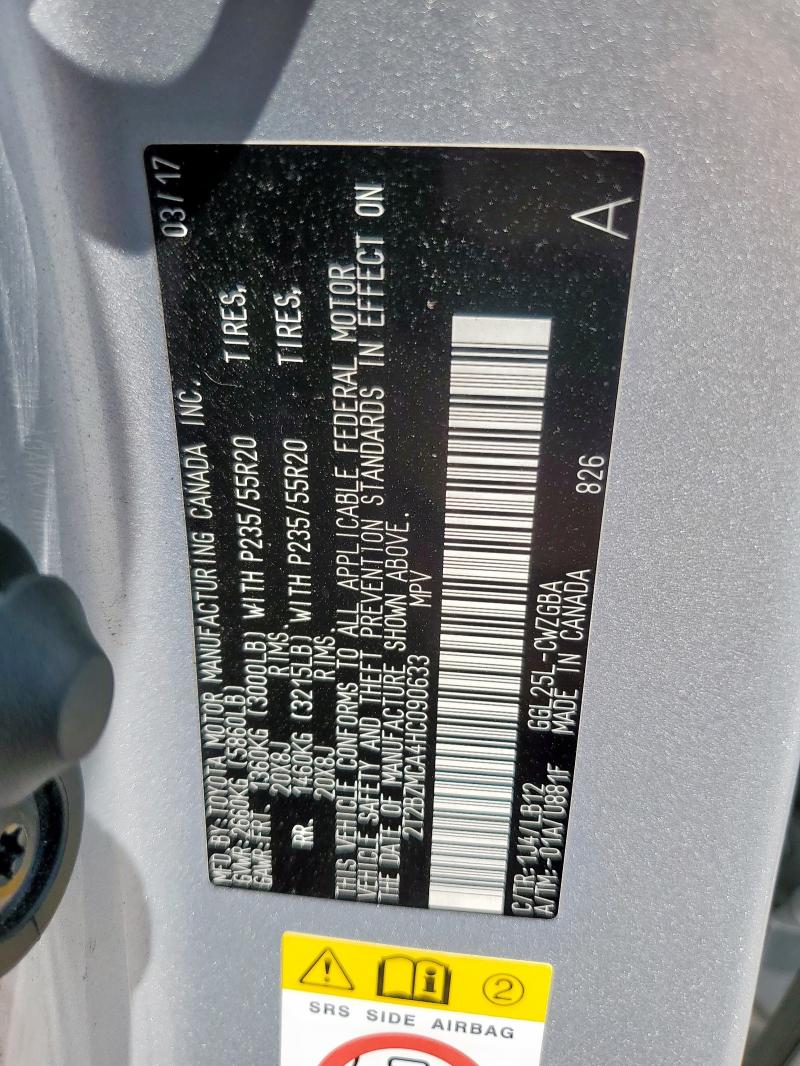 MFD BY: TOYOTA MOTOR MANUFACTURING CANADA INC. 03/17
GVWR: 2660KG (5860LB)
GAWR: FRT. 1360KG (3000LB) WITH P235/55R20 TIRES,
20X8J RIMS
RR. 1460KG (3215LB) WITH P235/55R20 TIRES,
20X8J RIMS
THIS VEHICLE CONFORMS TO ALL APPLICABLE FEDERAL MOTOR
VEHICLE SAFETY AND THEFT PREVENTION STANDARDS IN EFFECT ON
THE DATE OF MANUFACTURE SHOWN ABOVE.
2T2BZMCA4HC090633 MPV
C/TR: 1J4/LB12 GGL25L-CWZGBA 826
A/TM: -01A/U881F MADE IN CANADA
A
2
SRS SIDE AIRBAG